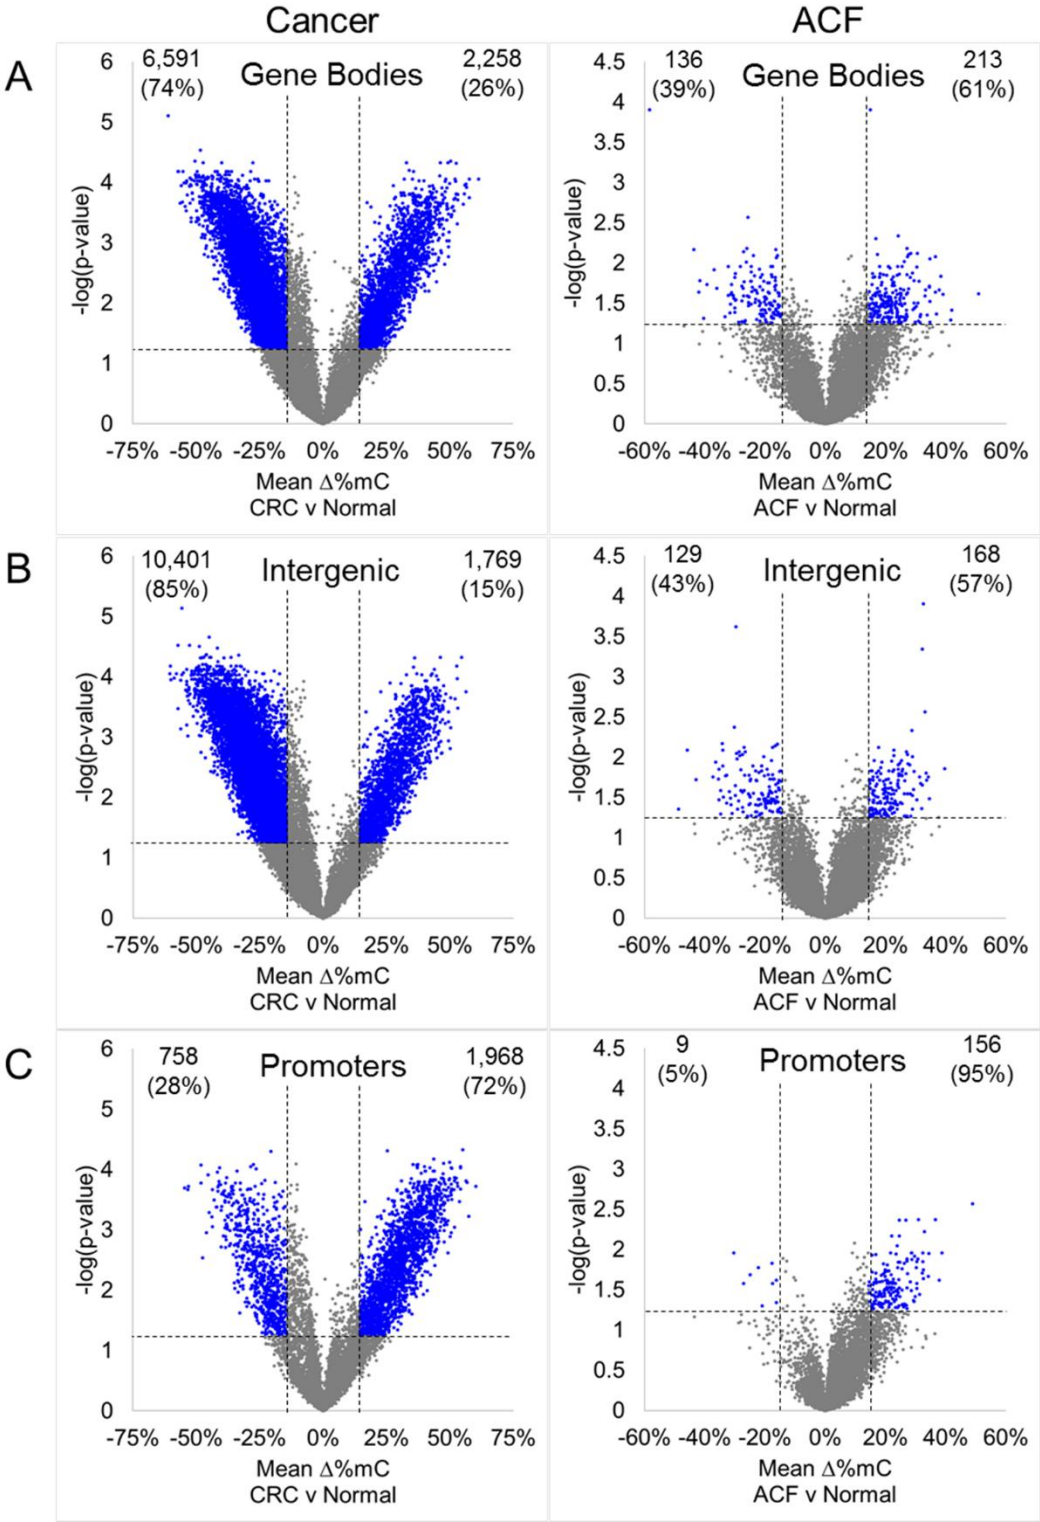 Cancer
ACF
A
6,591
(74%)
Gene Bodies
2,258
(26%)
6
5
4
3
2
1
0
-log(p-value)
-75% -50% -25% 0% 25% 50% 75%
Mean Δ%mC
CRC v Normal
136
(39%)
Gene Bodies
213
(61%)
4.5
4
3.5
3
2.5
2
1.5
1
0.5
0
-log(p-value)
-60% -40% -20% 0% 20% 40% 60%
Mean Δ%mC
ACF v Normal
B
10,401
(85%)
Intergenic
1,769
(15%)
6
5
4
3
2
1
0
-log(p-value)
-75% -50% -25% 0% 25% 50% 75%
Mean Δ%mC
CRC v Normal
129
(43%)
Intergenic
168
(57%)
4.5
4
3.5
3
2.5
2
1.5
1
0.5
0
-log(p-value)
-60% -40% -20% 0% 20% 40% 60%
Mean Δ%mC
ACF v Normal
C
758
(28%)
Promoters
1,968
(72%)
6
5
4
3
2
1
0
-log(p-value)
-75% -50% -25% 0% 25% 50% 75%
Mean Δ%mC
CRC v Normal
9
(5%)
Promoters
156
(95%)
4.5
4
3.5
3
2.5
2
1.5
1
0.5
0
-log(p-value)
-60% -40% -20% 0% 20% 40% 60%
Mean Δ%mC
ACF v Normal